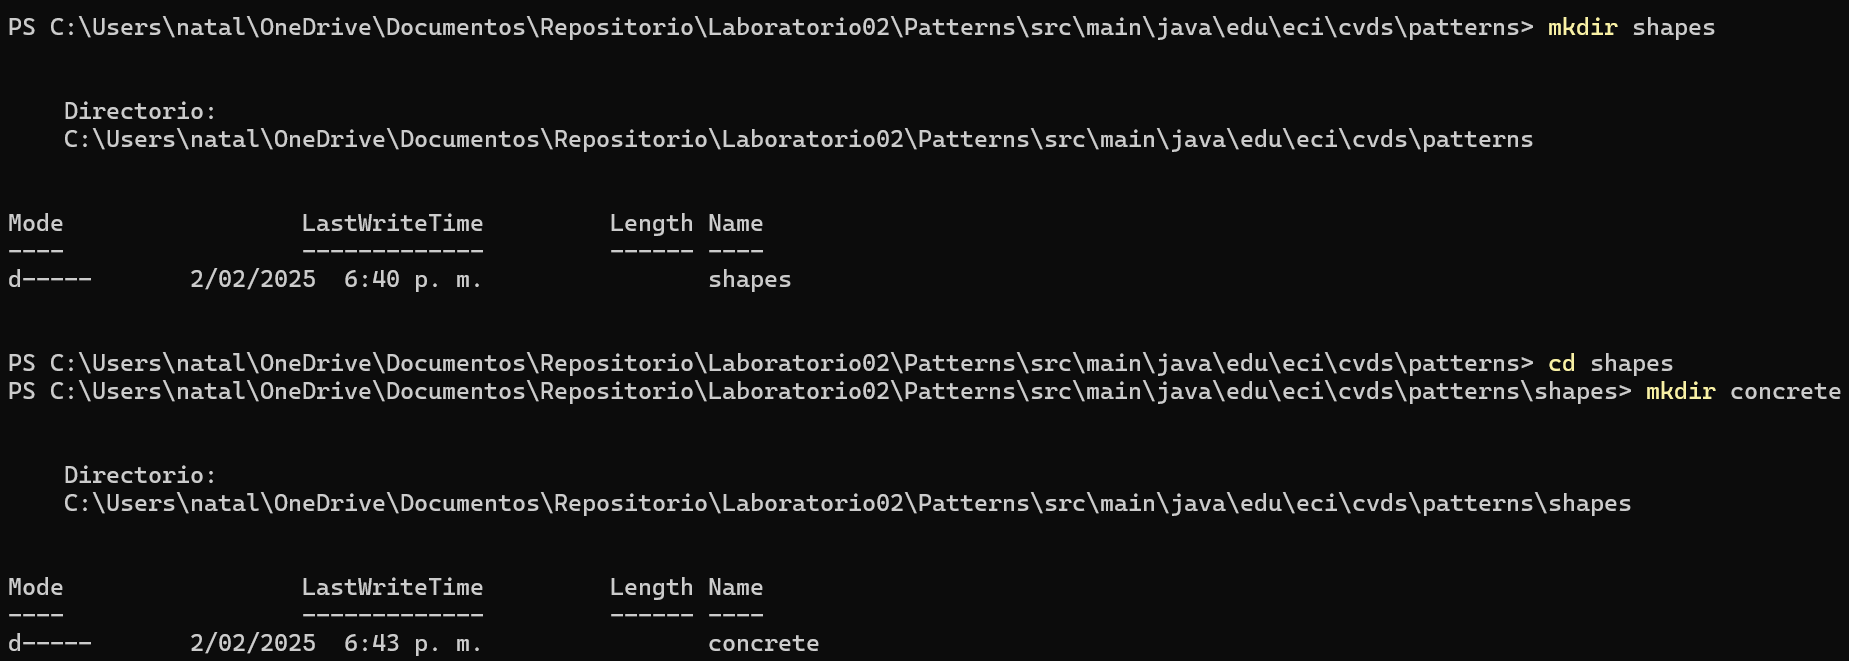 PS C:\Users\natal\OneDrive\Documentos\Repositorio\Laboratorio02\Patterns\src\main\java\edu\eci\cvds\patterns> mkdir shapes
Directorio:
C:\Users\natal\OneDrive\Documentos\Repositorio\Laboratorio02\Patterns\src\main\java\edu\eci\cvds\patterns
Mode                 LastWriteTime         Length Name
----                 -------------         ------ ----
d-----       2/02/2025  6:40 p. m.                shapes
PS C:\Users\natal\OneDrive\Documentos\Repositorio\Laboratorio02\Patterns\src\main\java\edu\eci\cvds\patterns> cd shapes
PS C:\Users\natal\OneDrive\Documentos\Repositorio\Laboratorio02\Patterns\src\main\java\edu\eci\cvds\patterns\shapes> mkdir concrete
Directorio:
C:\Users\natal\OneDrive\Documentos\Repositorio\Laboratorio02\Patterns\src\main\java\edu\eci\cvds\patterns\shapes
Mode                 LastWriteTime         Length Name
----                 -------------         ------ ----
d-----       2/02/2025  6:43 p. m.                concrete